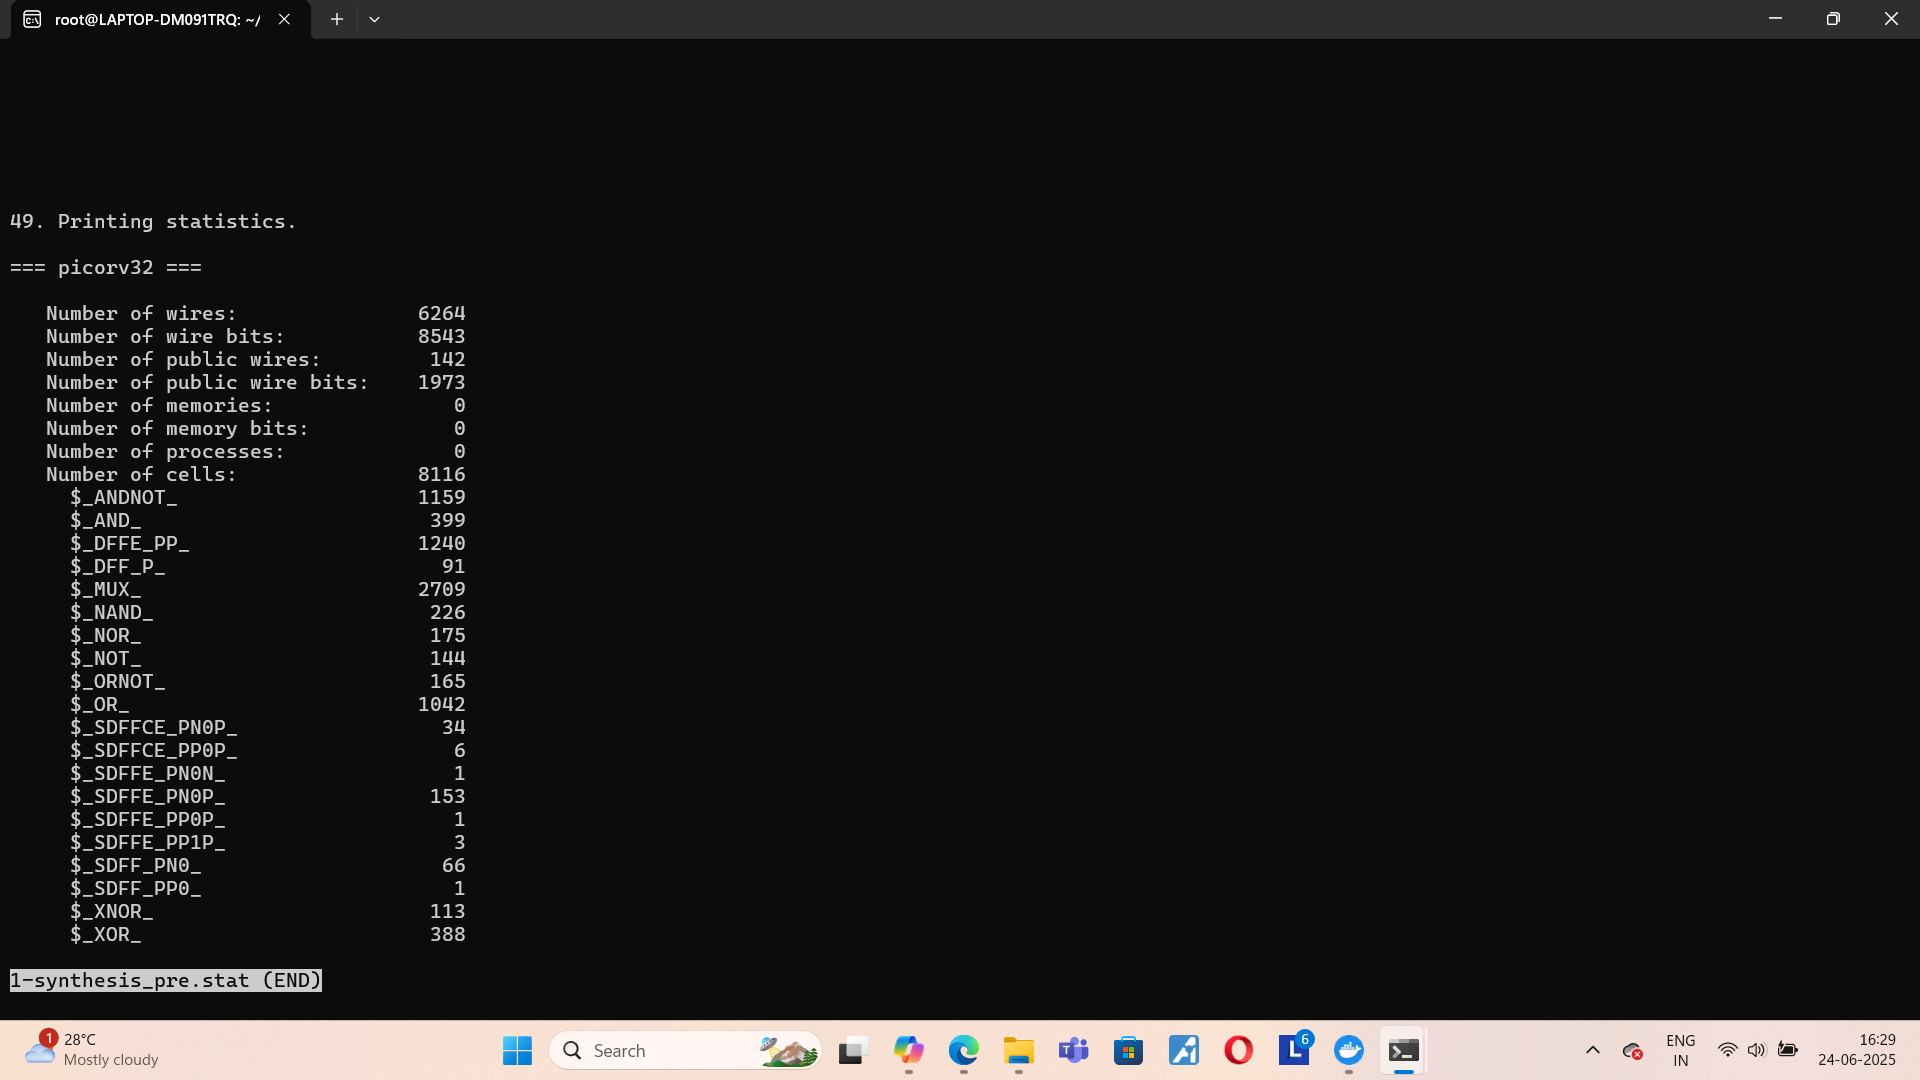 root@LAPTOP-DM091TRQ: ~/
49. Printing statistics.
=== picorv32 ===
Number of wires: 6264
Number of wire bits: 8543
Number of public wires: 142
Number of public wire bits: 1973
Number of memories: 0
Number of memory bits: 0
Number of processes: 0
Number of cells: 8116
$_ANDNOT_ 1159
$_AND_ 399
$_DFFE_PP_ 1240
$_DFF_P_ 91
$_MUX_ 2709
$_NAND_ 226
$_NOR_ 175
$_NOT_ 144
$_ORNOT_ 165
$_OR_ 1042
$_SDFFCE_PN0P_ 34
$_SDFFCE_PP0P_ 6
$_SDFFE_PN0N_ 1
$_SDFFE_PN0P_ 153
$_SDFFE_PP0P_ 1
$_SDFFE_PP1P_ 3
$_SDFF_PN0_ 66
$_SDFF_PP0_ 1
$_XNOR_ 113
$_XOR_ 388
1-synthesis_pre.stat (END)
1
28°C
Mostly cloudy
Search
6
ENG
IN
16:29
24-06-2025